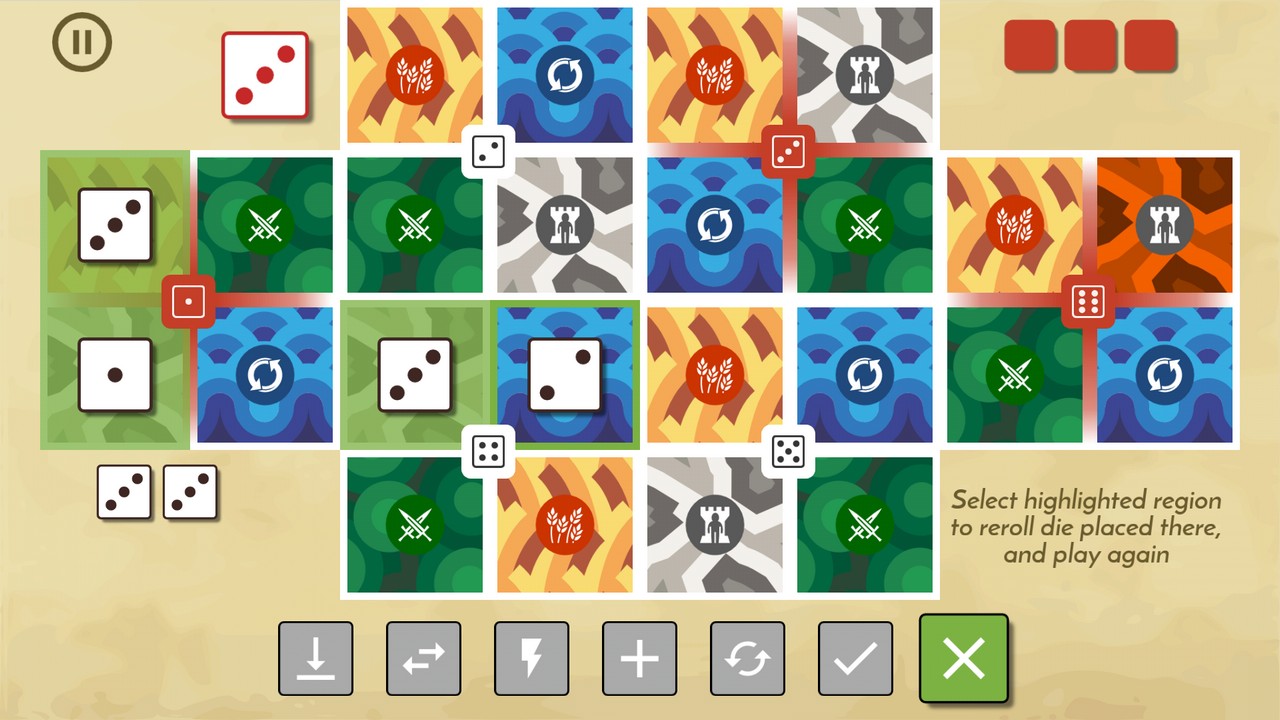 Select highlighted region
to reroll die placed there,
and play again